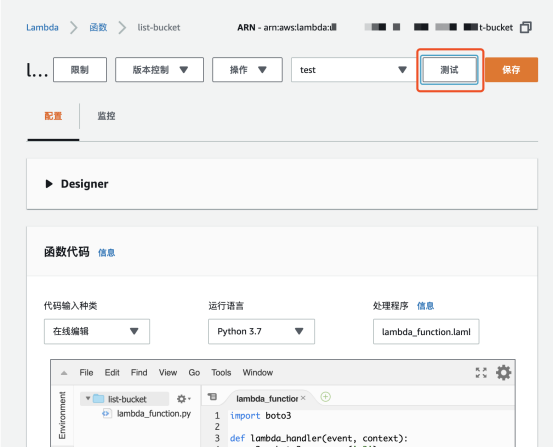 Lambda > 函数 > list-bucket ARN - arn:aws:lambda: t-bucket
l... 限制 版本控制 操作 test 测试 保存
配置 监控
Designer
函数代码 信息
代码输入种类 运行语言 处理程序 信息
在线编辑 Python 3.7 lambda_function.laml
File Edit Find View Go Tools Window
Environment
list-bucket lambda_function ×
lambda_function.py 1 import boto3
2
3 def lambda_handler(event, context):